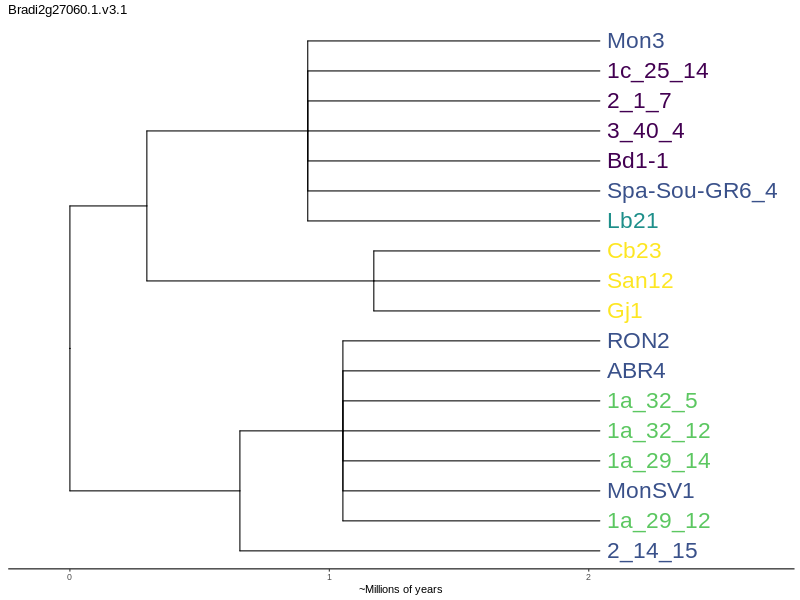 Bradi2g27060.1.v3.1
Mon3
1c_25_14
2_1_7
3_40_4
Bd1-1
Spa-Sou-GR6_4
Lb21
Cb23
San12
Gj1
RON2
ABR4
1a_32_5
1a_32_12
1a_29_14
MonSV1
1a_29_12
2_14_15
0 1 2
~Millions of years